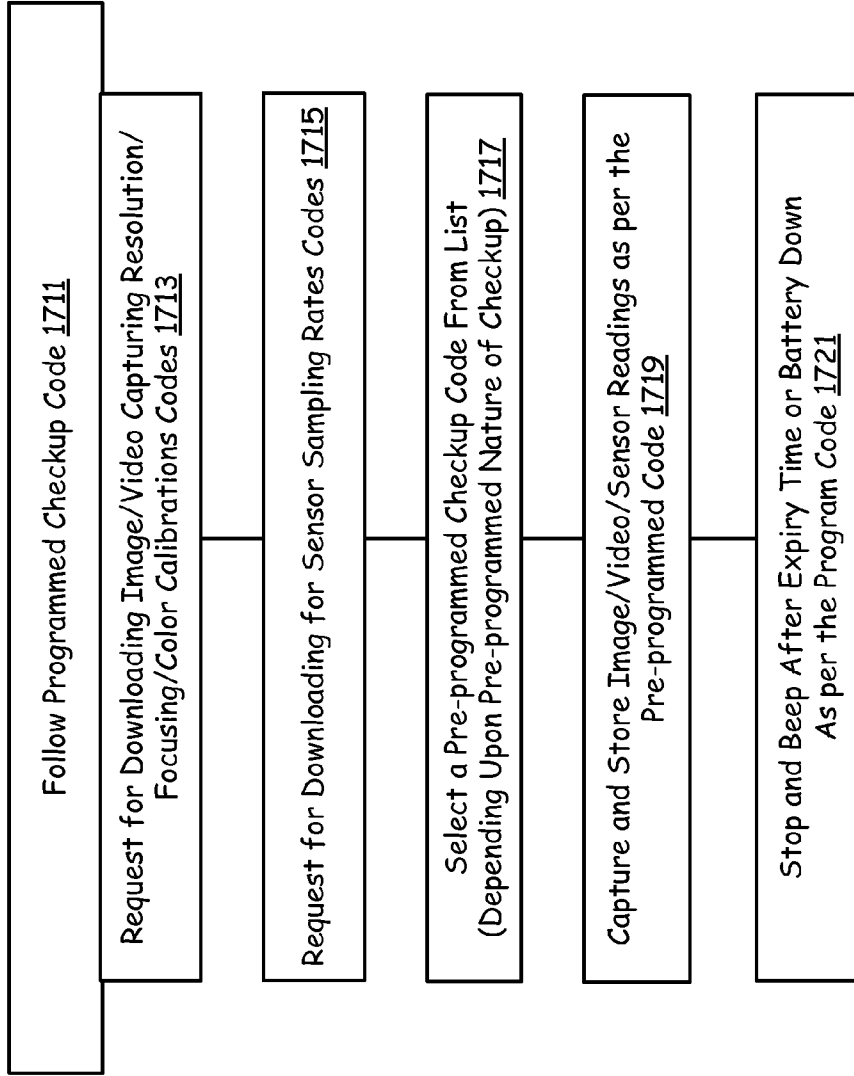 Follow Programmed Checkup Code 1711
Request for Downloading Image/Video Capturing Resolution/
Focusing/Color Calibrations Codes 1713
Request for Downloading for Sensor Sampling Rates Codes 1715
Select a Pre-programmed Checkup Code From List
(Depending Upon Pre-programmed Nature of Checkup) 1717
Capture and Store Image/Video/Sensor Readings as per the
Pre-programmed Code 1719
Stop and Beep After Expiry Time or Battery Down
As per the Program Code 1721